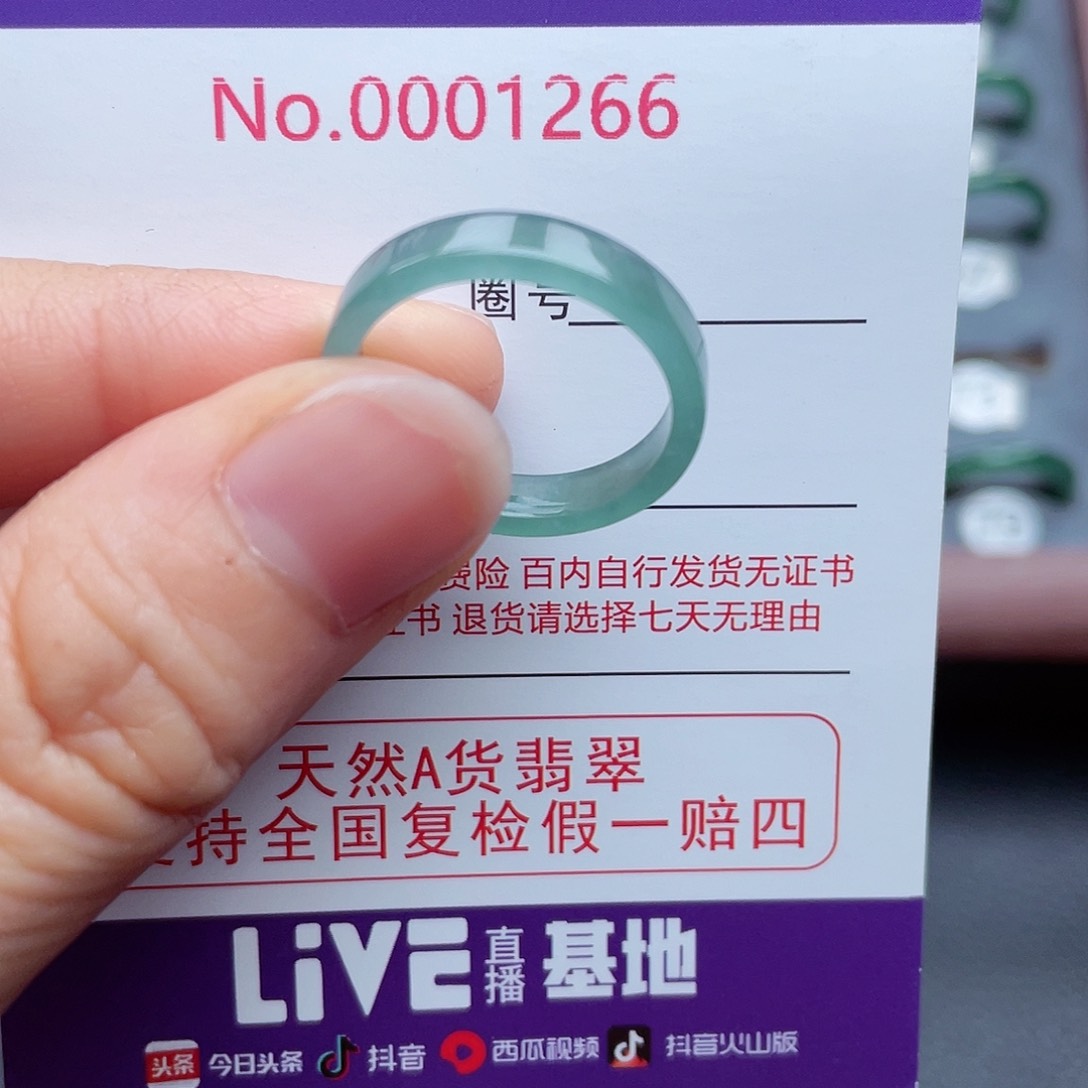 No.0001266
圈号
费险 百内自行发货无证书
证书 退货请选择七天无理由
天然A货翡翠
支持全国复检假一赔四
LiVE直播基地
头条 今日头条 抖音 西瓜视频 抖音火山版